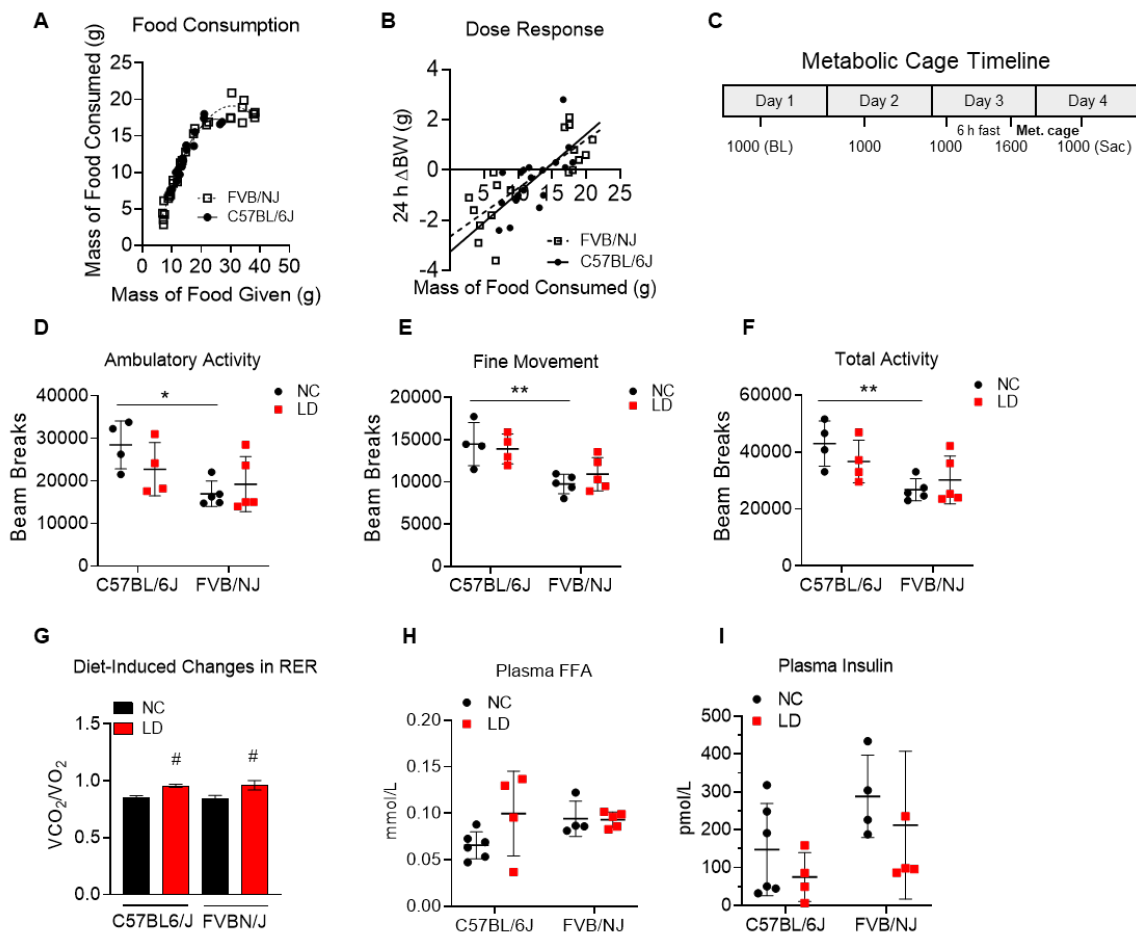 A
Food Consumption
Mass of Food Consumed (g)
25
20
15
10
5
0
FVB/NJ
C57BL/6J
0 10 20 30 40 50
Mass of Food Given (g)
B
Dose Response
24 h ΔBW (g)
4
2
0
-2
-4
5 10 15 20 25
FVB/NJ
C57BL/6J
Mass of Food Consumed (g)
C
Metabolic Cage Timeline
Day 1 Day 2 Day 3 Day 4
6 h fast Met. cage
1000 (BL) 1000 1000 1600 1000 (Sac)
D
Ambulatory Activity
Beam Breaks
40000
30000
20000
10000
0
*
NC
LD
C57BL/6J FVB/NJ
E
Fine Movement
Beam Breaks
20000
15000
10000
5000
0
**
NC
LD
C57BL/6J FVB/NJ
F
Total Activity
Beam Breaks
60000
40000
20000
0
**
NC
LD
C57BL/6J FVB/NJ
G
Diet-Induced Changes in RER
NC
LD
VCO2/VO2
1.5
1.0
0.5
0.0
# #
C57BL6/J FVBN/J
H
Plasma FFA
NC
LD
mmol/L
0.20
0.15
0.10
0.05
0.00
C57BL/6J FVB/NJ
I
Plasma Insulin
NC
LD
pmol/L
500
400
300
200
100
0
C57BL/6J FVB/NJ